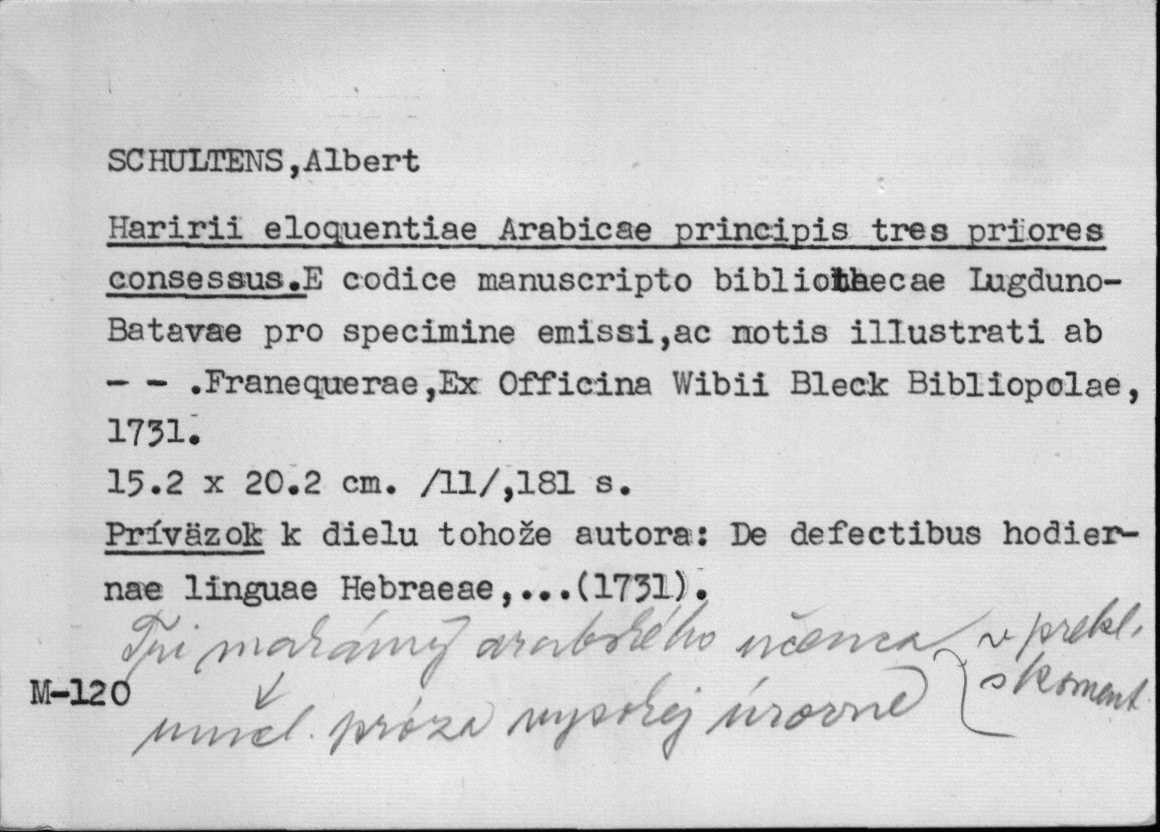 SCHULTENS,Albert
Haririi eloquentiae Arabicae principis tres priores
consessus.E codice manuscripto bibliothecae Lugduno-
Batavae pro specimine emissi,ac notis illustrati ab
- - .Franequerae,Ex Officina Wibii Bleck Bibliopolae,
1731.
15.2 x 20.2 cm. /11/,181 s.
Príväzok k dielu tohože autora: De defectibus hodier-
nae linguae Hebraeae,...(1731).
Tri makámy arabského učenca v prekl.
s koment.
M-120
umel. próza vysokej úrovne